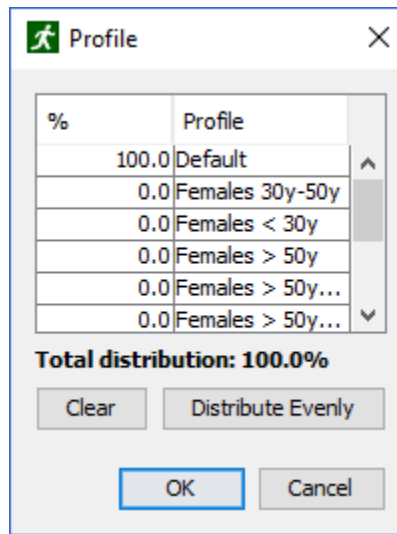 Profile
% Profile
100.0 Default
0.0 Females 30y-50y
0.0 Females < 30y
0.0 Females > 50y
0.0 Females > 50y...
0.0 Females > 50y...
Total distribution: 100.0%
Clear Distribute Evenly
OK Cancel